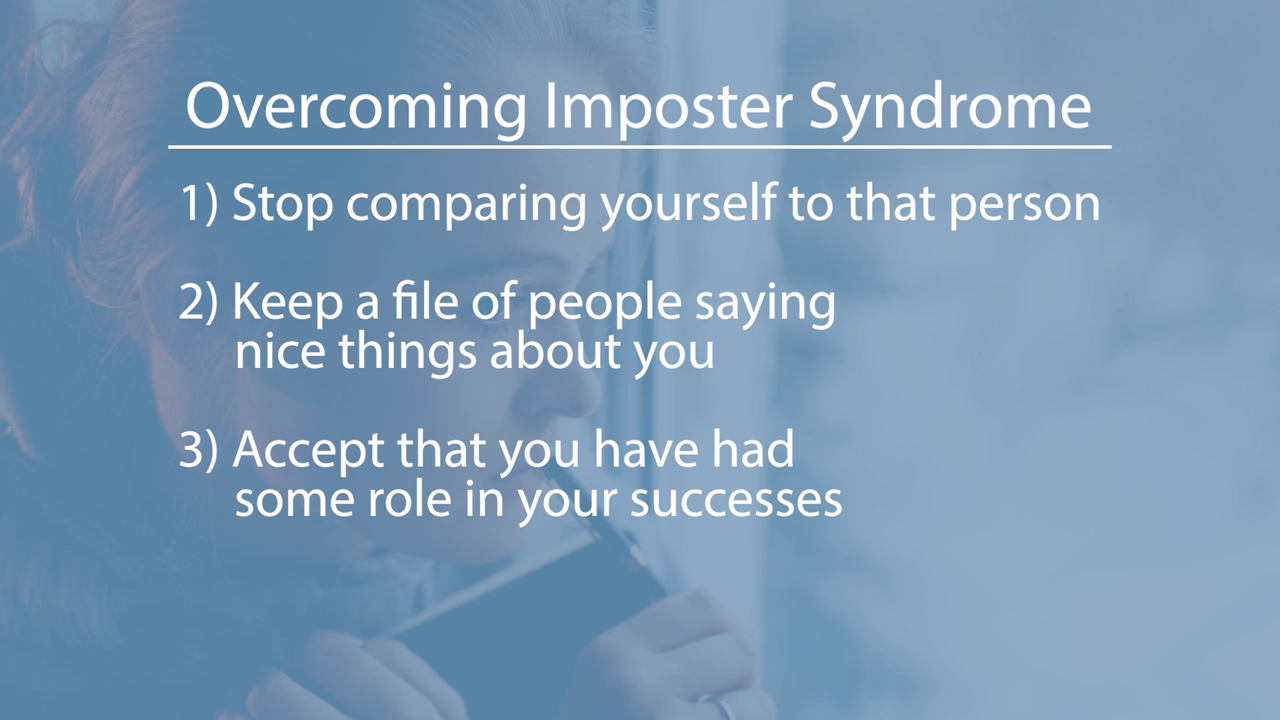 Overcoming Imposter Syndrome
1) Stop comparing yourself to that person
2) Keep a file of people saying
nice things about you
3) Accept that you have had
some role in your successes